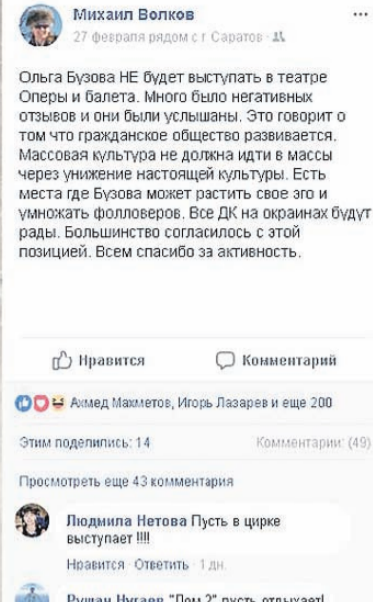 Михаил Волков
27 февраля рядом с г Саратов
Ольга Бузова НЕ будет выступать в театре
Оперы и балета. Много было негативных
отзывов и они были услышаны. Это говорит о
том что гражданское общество развивается.
Массовая культура не должна идти в массы
через унижение настоящей культуры. Есть
места где Бузова может растить свое эго и
умножать фолловеров. Все ДК на окраинах будут
рады. Большинство согласилось с этой
позицией. Всем спасибо за активность.
Нравится Комментарий
Ахмед Махметов, Игорь Лазарев и еще 200
Этим поделились: 14 Комментарии: (49)
Просмотреть еще 43 комментария
Людмила Нетова Пусть в цирке
выступает !!!!
Нравится · Ответить · 1 дн.
"Дом 2" пусть отдыхает!